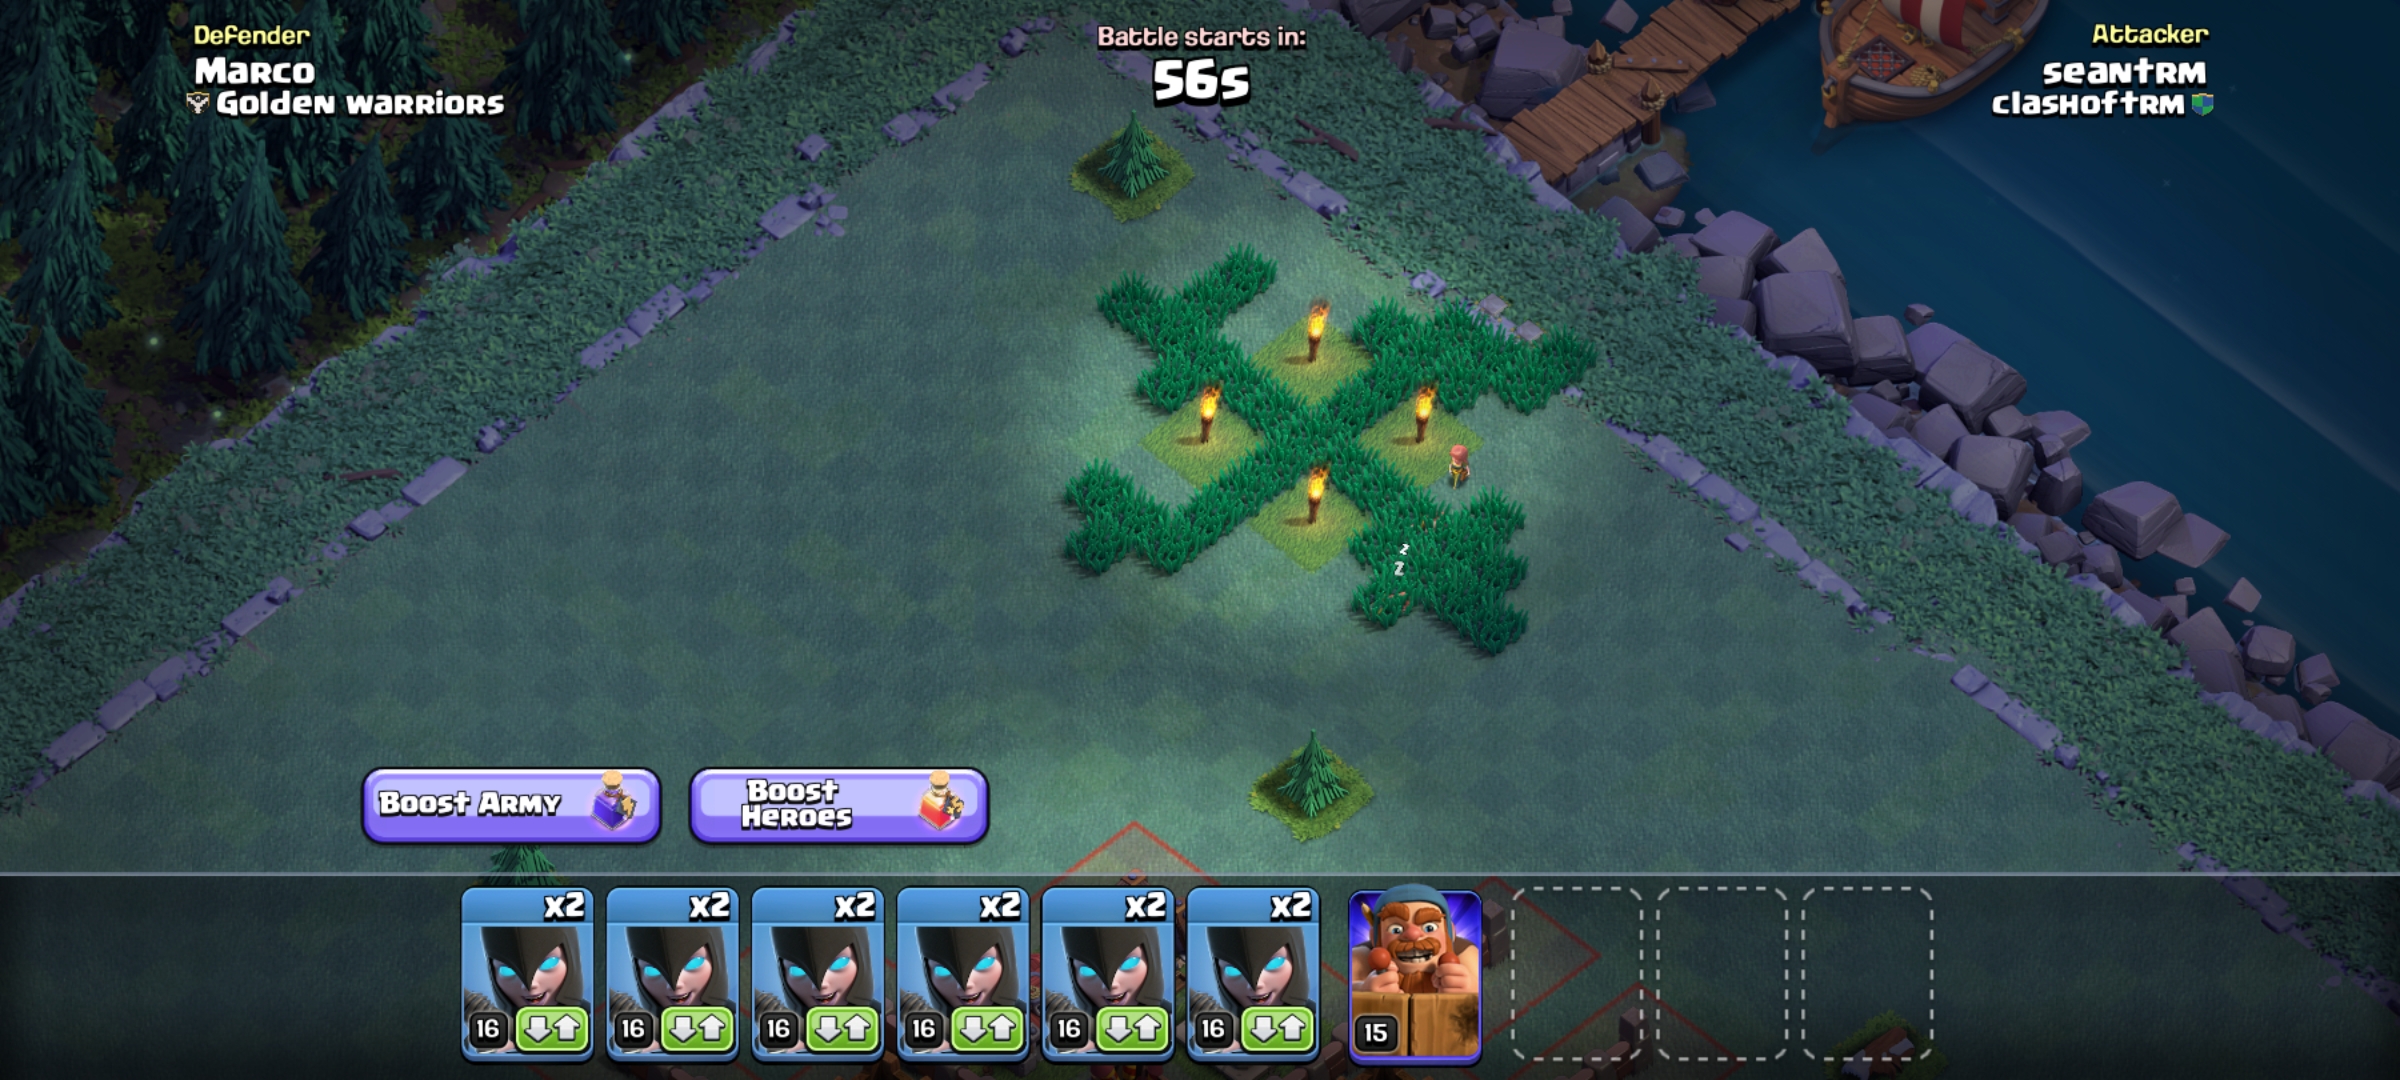 Defender
Marco
Golden warriors
Battle starts in:
56s
Attacker
seantrm
clashoftrm
z
z
Boost Army
Boost
Heroes
x2
x2
x2
x2
x2
x2
16
16
16
16
16
16
15